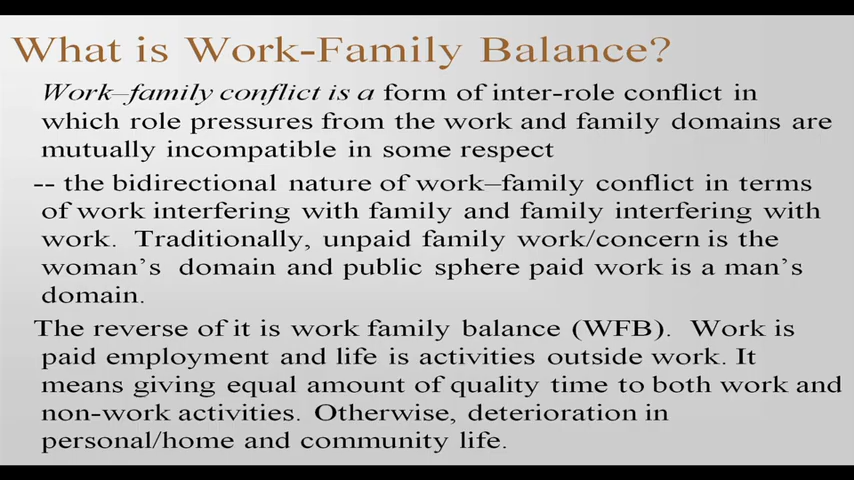 What is Work-Family Balance?
Work–family conflict is a form of inter-role conflict in
which role pressures from the work and family domains are
mutually incompatible in some respect
-- the bidirectional nature of work–family conflict in terms
of work interfering with family and family interfering with
work. Traditionally, unpaid family work/concern is the
woman's domain and public sphere paid work is a man's
domain.
The reverse of it is work family balance (WFB). Work is
paid employment and life is activities outside work. It
means giving equal amount of quality time to both work and
non-work activities. Otherwise, deterioration in
personal/home and community life.